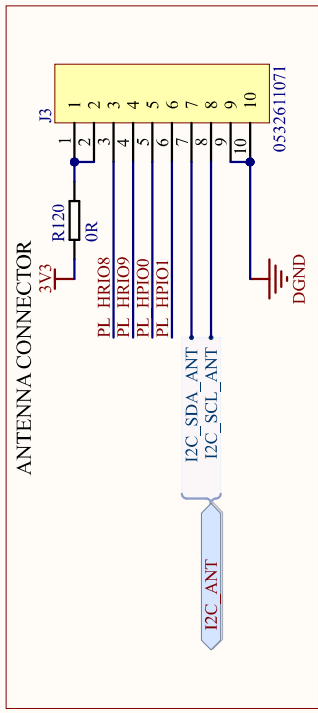 ANTENNA CONNECTOR
3V3
R120
0R
J3
1
2
3
4
5
6
7
8
9
10
1
2
3
4
5
6
7
8
9
10
0532611071
PL_HRIO8
PL_HRIO9
PL_HPIO0
PL_HPIO1
I2C_SDA_ANT
I2C_SCL_ANT
I2C_ANT
DGND